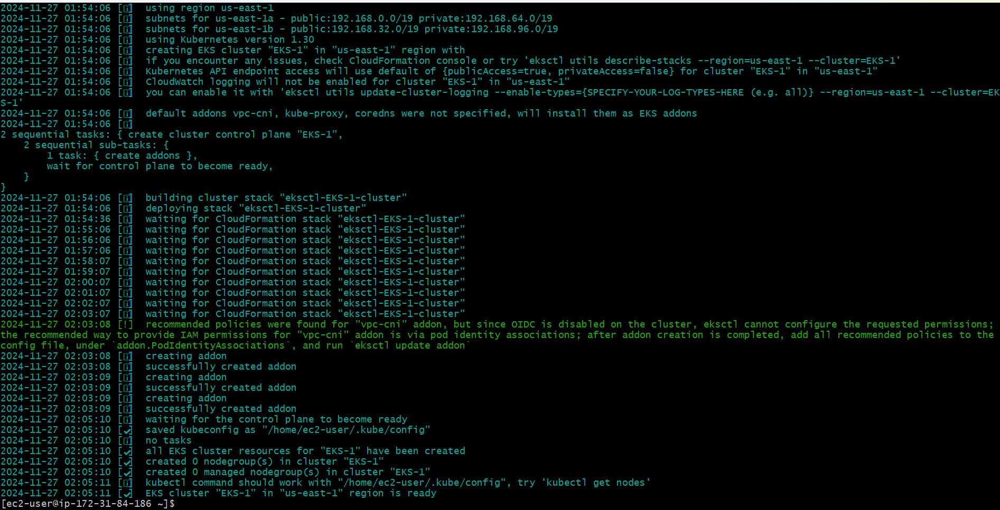 2024-11-27 01:54:06 [ℹ]  using region us-east-1
2024-11-27 01:54:06 [ℹ]  subnets for us-east-1a - public:192.168.0.0/19 private:192.168.64.0/19
2024-11-27 01:54:06 [ℹ]  subnets for us-east-1b - public:192.168.32.0/19 private:192.168.96.0/19
2024-11-27 01:54:06 [ℹ]  using Kubernetes version 1.30
2024-11-27 01:54:06 [ℹ]  creating EKS cluster "EKS-1" in "us-east-1" region with
2024-11-27 01:54:06 [ℹ]  if you encounter any issues, check CloudFormation console or try 'eksctl utils describe-stacks --region=us-east-1 --cluster=EKS-1'
2024-11-27 01:54:06 [ℹ]  Kubernetes API endpoint access will use default of {publicAccess=true, privateAccess=false} for cluster "EKS-1" in "us-east-1"
2024-11-27 01:54:06 [ℹ]  CloudWatch logging will not be enabled for cluster "EKS-1" in "us-east-1"
2024-11-27 01:54:06 [ℹ]  you can enable it with 'eksctl utils update-cluster-logging --enable-types={SPECIFY-YOUR-LOG-TYPES-HERE (e.g. all)} --region=us-east-1 --cluster=EK
S-1'
2024-11-27 01:54:06 [ℹ]  default addons vpc-cni, kube-proxy, coredns were not specified, will install them as EKS addons
2024-11-27 01:54:06 [ℹ]
2 sequential tasks: { create cluster control plane "EKS-1",
    2 sequential sub-tasks: {
        1 task: { create addons },
        wait for control plane to become ready,
    }
}
2024-11-27 01:54:06 [ℹ]  building cluster stack "eksctl-EKS-1-cluster"
2024-11-27 01:54:06 [ℹ]  deploying stack "eksctl-EKS-1-cluster"
2024-11-27 01:54:36 [ℹ]  waiting for CloudFormation stack "eksctl-EKS-1-cluster"
2024-11-27 01:55:06 [ℹ]  waiting for CloudFormation stack "eksctl-EKS-1-cluster"
2024-11-27 01:56:06 [ℹ]  waiting for CloudFormation stack "eksctl-EKS-1-cluster"
2024-11-27 01:57:06 [ℹ]  waiting for CloudFormation stack "eksctl-EKS-1-cluster"
2024-11-27 01:58:07 [ℹ]  waiting for CloudFormation stack "eksctl-EKS-1-cluster"
2024-11-27 01:59:07 [ℹ]  waiting for CloudFormation stack "eksctl-EKS-1-cluster"
2024-11-27 02:00:07 [ℹ]  waiting for CloudFormation stack "eksctl-EKS-1-cluster"
2024-11-27 02:01:07 [ℹ]  waiting for CloudFormation stack "eksctl-EKS-1-cluster"
2024-11-27 02:02:07 [ℹ]  waiting for CloudFormation stack "eksctl-EKS-1-cluster"
2024-11-27 02:03:07 [ℹ]  waiting for CloudFormation stack "eksctl-EKS-1-cluster"
2024-11-27 02:03:08 [!]  recommended policies were found for "vpc-cni" addon, but since OIDC is disabled on the cluster, eksctl cannot configure the requested permissions;
the recommended way to provide IAM permissions for "vpc-cni" addon is via pod identity associations; after addon creation is completed, add all recommended policies to the
config file, under `addon.PodIdentityAssociations`, and run `eksctl update addon`
2024-11-27 02:03:08 [ℹ]  creating addon
2024-11-27 02:03:08 [ℹ]  successfully created addon
2024-11-27 02:03:09 [ℹ]  creating addon
2024-11-27 02:03:09 [ℹ]  successfully created addon
2024-11-27 02:03:09 [ℹ]  creating addon
2024-11-27 02:03:09 [ℹ]  successfully created addon
2024-11-27 02:05:10 [ℹ]  waiting for the control plane to become ready
2024-11-27 02:05:10 [✔]  saved kubeconfig as "/home/ec2-user/.kube/config"
2024-11-27 02:05:10 [ℹ]  no tasks
2024-11-27 02:05:10 [✔]  all EKS cluster resources for "EKS-1" have been created
2024-11-27 02:05:10 [✔]  created 0 nodegroup(s) in cluster "EKS-1"
2024-11-27 02:05:10 [✔]  created 0 managed nodegroup(s) in cluster "EKS-1"
2024-11-27 02:05:11 [ℹ]  kubectl command should work with "/home/ec2-user/.kube/config", try 'kubectl get nodes'
2024-11-27 02:05:11 [✔]  EKS cluster "EKS-1" in "us-east-1" region is ready
[ec2-user@ip-172-31-84-186 ~]$